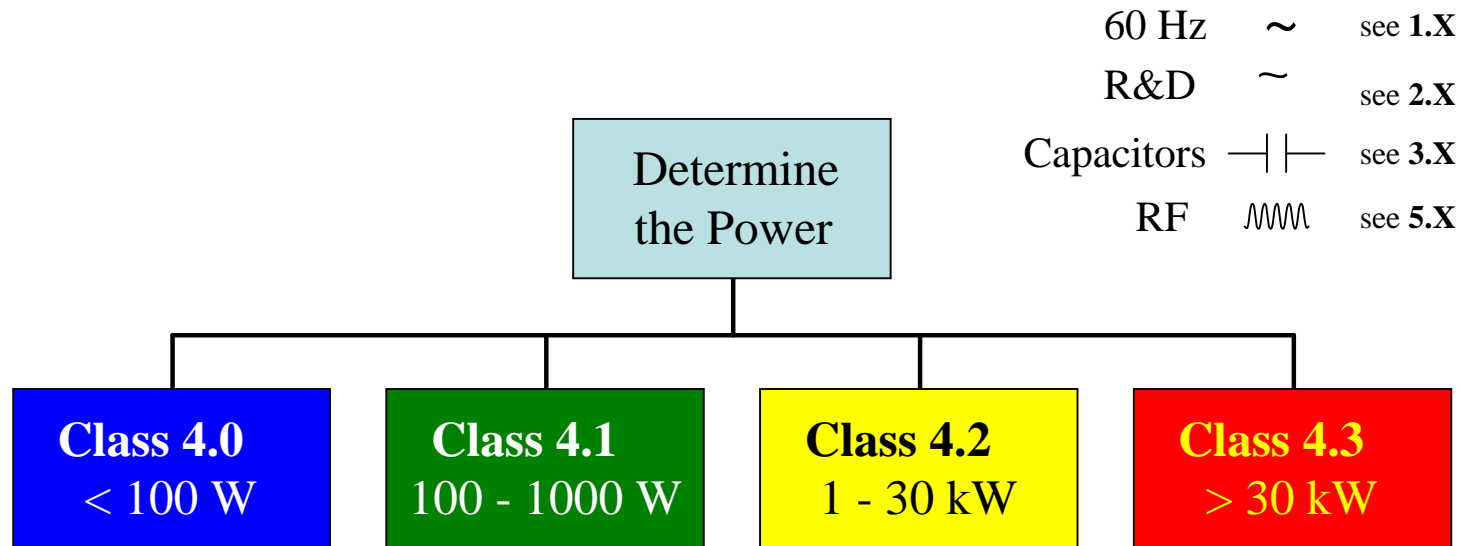 60 Hz ~ see 1.X
R&D ~ see 2.X
Capacitors see 3.X
RF see 5.X
Determine
the Power
Class 4.0
< 100 W
Class 4.1
100 - 1000 W
Class 4.2
1 - 30 kW
Class 4.3
> 30 kW